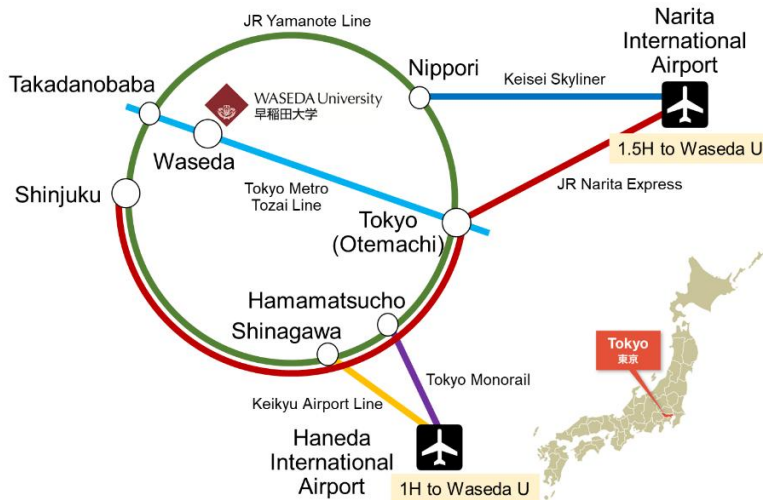 JR Yamanote Line
Narita
International
Airport
Nippori
Keisei Skyliner
Takadanobaba
WASEDA University
早稲田大学
Waseda
1.5H to Waseda U
JR Narita Express
Shinjuku
Tokyo Metro
Tozai Line
Tokyo
(Otemachi)
Hamamatsucho
Shinagawa
Tokyo
東京
Tokyo Monorail
Keikyu Airport Line
Haneda
International
Airport
1H to Waseda U